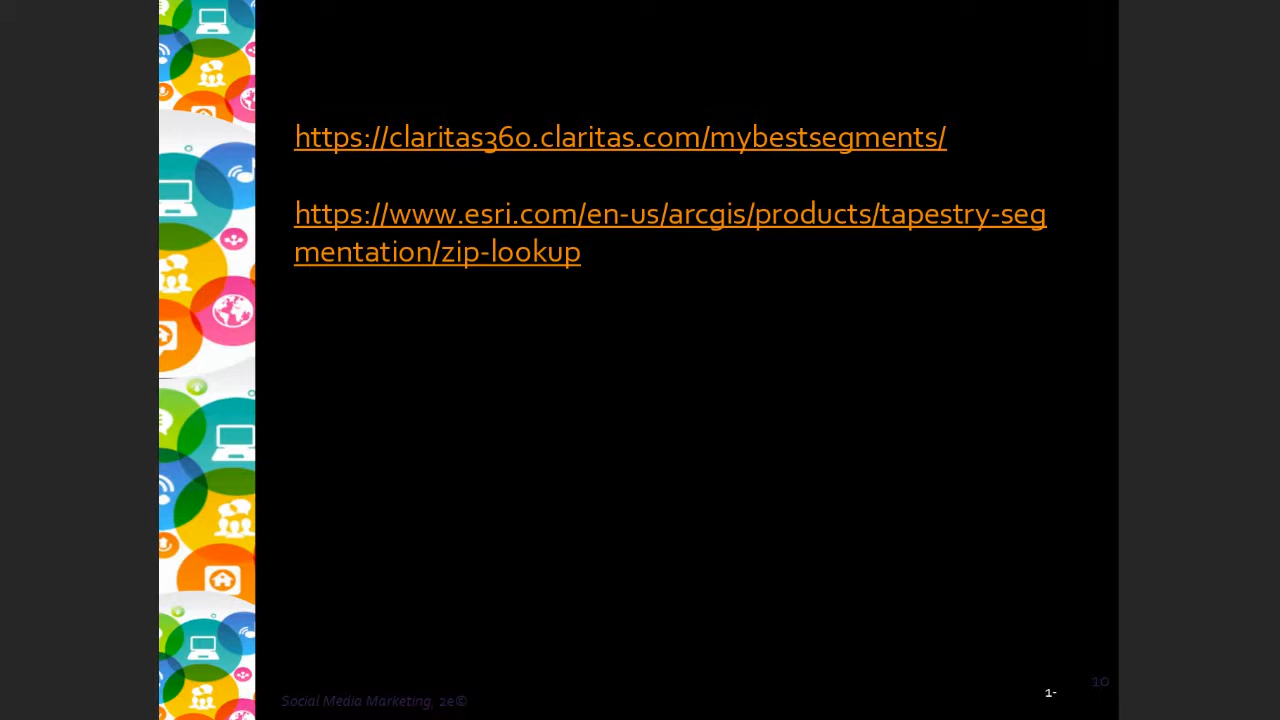 https://claritas360.claritas.com/mybestsegments/
https://www.esri.com/en-us/arcgis/products/tapestry-seg
mentation/zip-lookup
10
1-
Social Media Marketing, 2e©